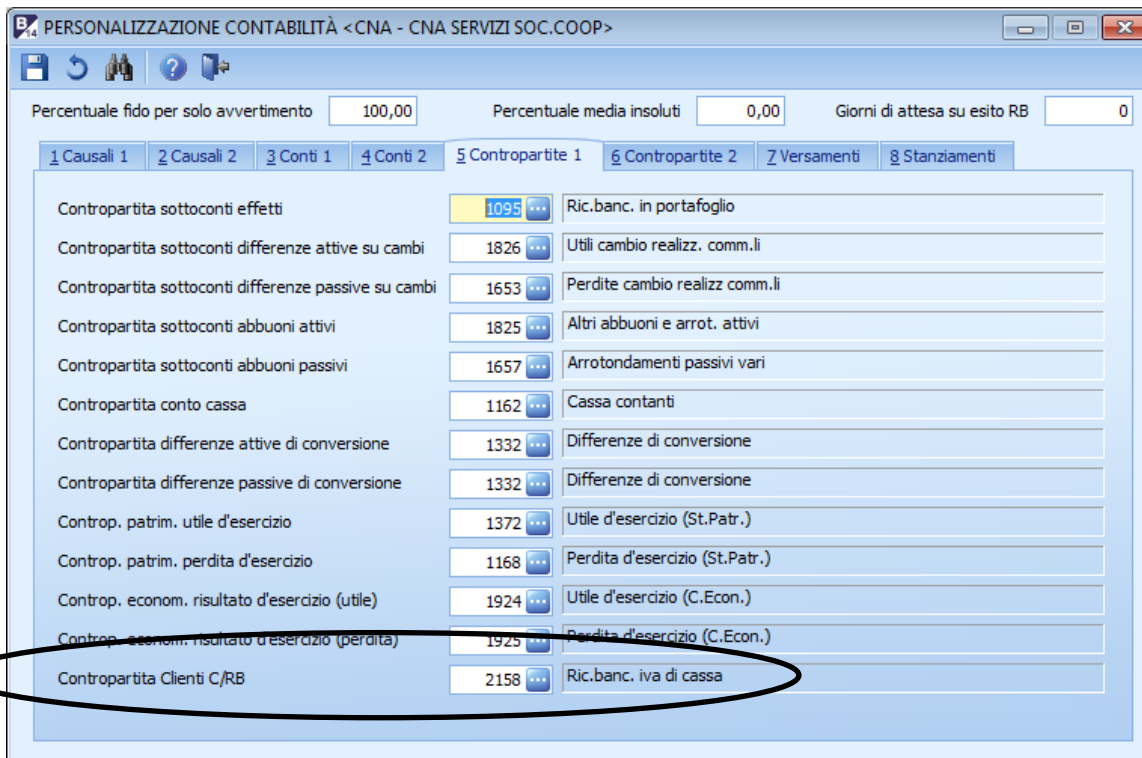 PERSONALIZZAZIONE CONTABILITÀ <CNA - CNA SERVIZI SOC.COOP>
Percentuale fido per solo avvertimento 100,00 Percentuale media insoluti 0,00 Giorni di attesa su esito RB 0
1 Causali 1 2 Causali 2 3 Conti 1 4 Conti 2 5 Contropartite 1 6 Contropartite 2 7 Versamenti 8 Stanziamenti
Contropartita sottoconti effetti 1095 Ric.banc. in portafoglio
Contropartita sottoconti differenze attive su cambi 1826 Utili cambio realizz. comm.li
Contropartita sottoconti differenze passive su cambi 1653 Perdite cambio realizz comm.li
Contropartita sottoconti abbuoni attivi 1825 Altri abbuoni e arrot. attivi
Contropartita sottoconti abbuoni passivi 1657 Arrotondamenti passivi vari
Contropartita conto cassa 1162 Cassa contanti
Contropartita differenze attive di conversione 1332 Differenze di conversione
Contropartita differenze passive di conversione 1332 Differenze di conversione
Controp. patrim. utile d'esercizio 1372 Utile d'esercizio (St.Patr.)
Controp. patrim. perdita d'esercizio 1168 Perdita d'esercizio (St.Patr.)
Controp. econom. risultato d'esercizio (utile) 1924 Utile d'esercizio (C.Econ.)
Controp. econom. risultato d'esercizio (perdita) 1925 Perdita d'esercizio (C.Econ.)
Contropartita Clienti C/RB 2158 Ric.banc. iva di cassa